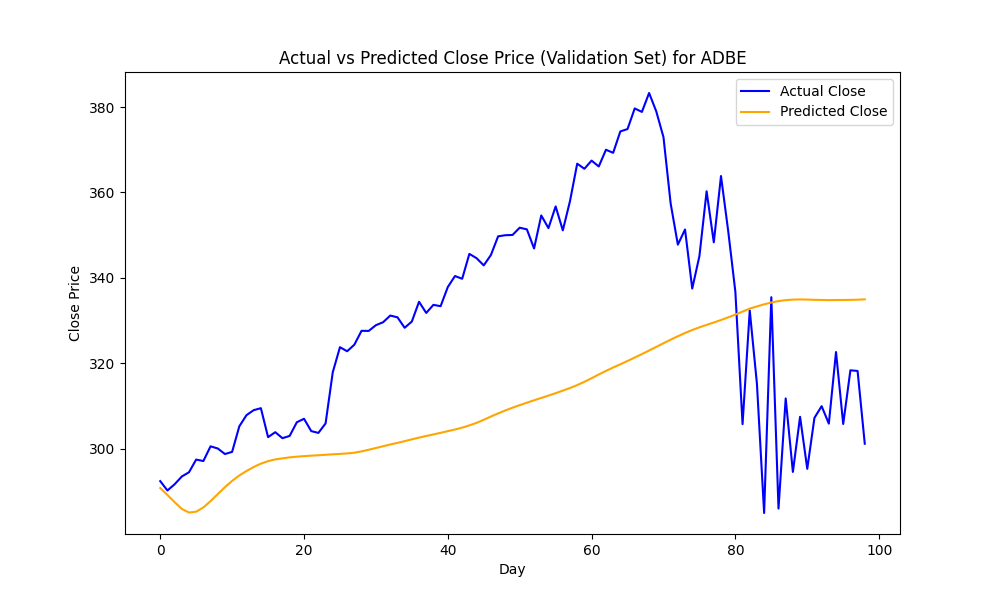 Actual vs Predicted Close Price (Validation Set) for ADBE
Actual Close
Predicted Close
Close Price
380
360
340
320
300
0 20 40 60 80 100
Day